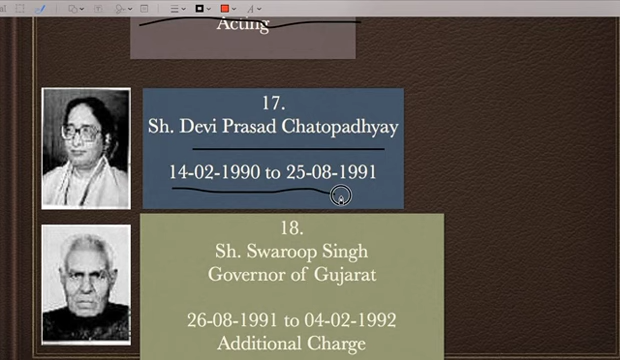 Acting
17.
Sh. Devi Prasad Chatopadhyay
14-02-1990 to 25-08-1991
18.
Sh. Swaroop Singh
Governor of Gujarat
26-08-1991 to 04-02-1992
Additional Charge